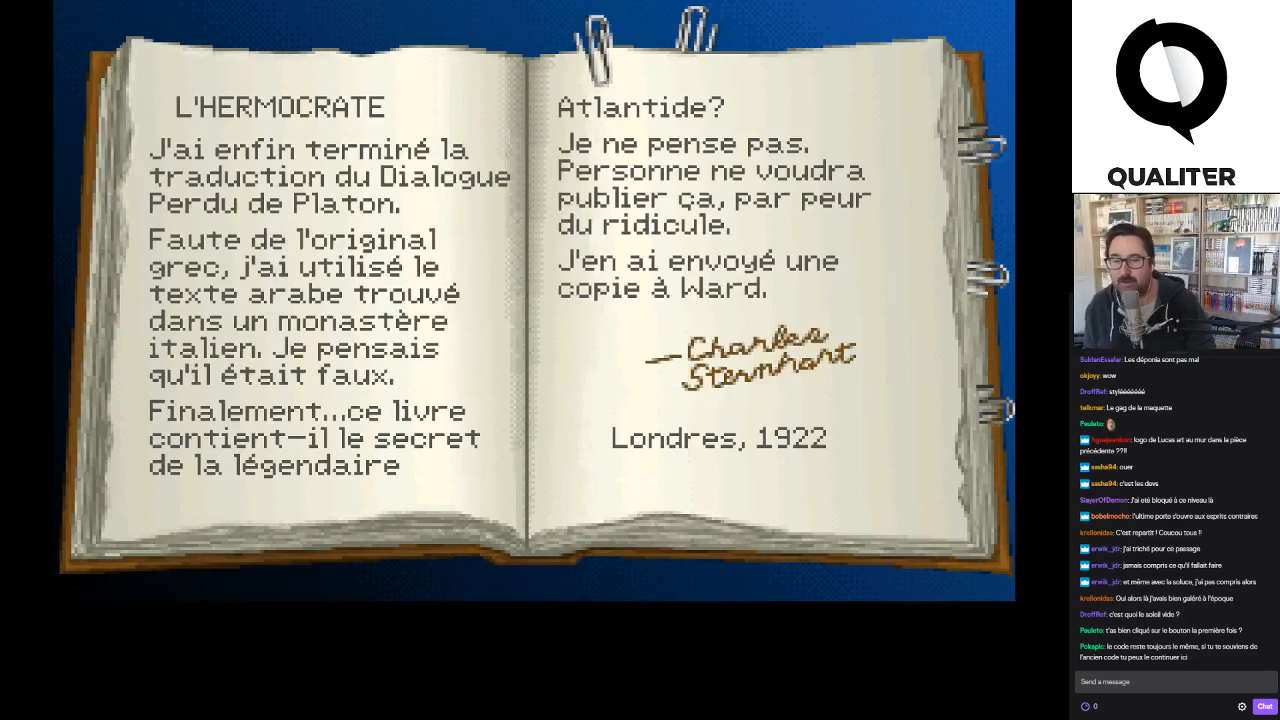 L'HERMOCRATE
J'ai enfin terminé la
traduction du Dialogue
Perdu de Platon.
Faute de l'original
grec, j'ai utilisé le
texte arabe trouvé
dans un monastère
italien. Je pensais
qu'il était faux.
Finalement...ce livre
contient-il le secret
de la légendaire
Atlantide?
Je ne pense pas.
Personne ne voudra
publier ça, par peur
du ridicule.
J'en ai envoyé une
copie à Ward.
—Charles
Sternhart
Londres, 1922
QUALITER
SuldanEssalar: Les déponia sont pas mal
okjoyy: wow
DroffRef: styléééééééé
telkmar: Le gag de la maquette
Pauleto:
logo de Lucas art au mur dans la pièce
précédente ??!!
sasha94: ouer
sasha94: c'est les devs
SlayerOfDemon: J'ai été bloqué à ce niveau là
bobelmocho: l'ultime porte d'ouvre aux esprits contraires
krellonidas: C'est repartit ! Coucou tous !!
erwik_jdr: j'ai triché pour ce passage
erwik_jdr: jamais compris ce qu'il fallait faire
erwik_jdr: et même avec la soluce, j'ai pas compris alors
krellonidas: Oui alors là j'avais bien galéré à l'époque
DroffRef: c'est quoi le soleil vide ?
Pauleto: t'as bien cliqué sur le bouton la première fois ?
Pokapic: le code reste toujours le même, si tu te souviens de
l'ancien code tu peux le continuer ici
Send a message
0
Chat